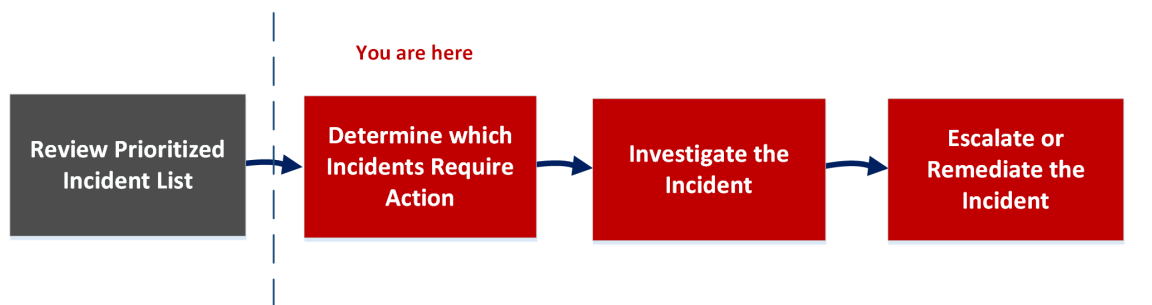 You are here
Review Prioritized
Incident List
Determine which
Incidents Require
Action
Investigate the
Incident
Escalate or
Remediate the
Incident